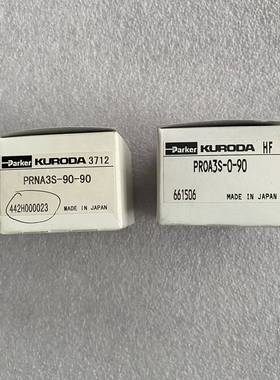 Parker KURODA 3712
PRNA3S-90-90
442H000023
MADE IN JAPAN
Parker KURODA HF
PROA3S-0-90
661506
MADE IN JAPAN